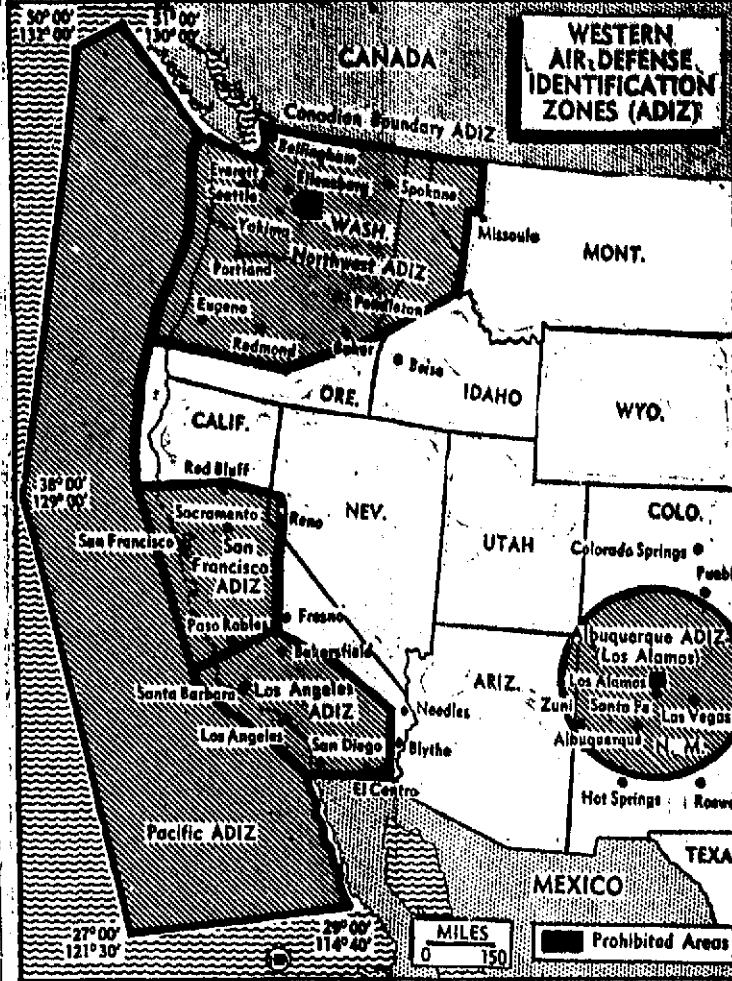 50°00'
132°00'
51°00'
130°00'
CANADA
WESTERN
AIR DEFENSE
IDENTIFICATION
ZONES (ADIZ)
Canadian Boundary ADIZ
Bellingham
Everett
Ellensburg
Spokane
Seattle
WASH.
Yakima
Missoula
MONT.
Northwest ADIZ
Portland
Pendleton
Eugene
Redmond
Baker
Boise
ORE.
IDAHO
WYO.
CALIF.
Red Bluff
38°00'
129°00'
Sacramento
Reno
NEV.
COLO.
San Francisco
San
Francisco
ADIZ
UTAH
Colorado Springs
Puebl
Paso Robles
Fresno
Bakersfield
Albuquerque ADIZ
(Los Alamos)
ARIZ.
Los Alamos
Santa Barbara
Los Angeles
ADIZ
Needles
Zuni
Santa Fe
Las Vegas
Los Angeles
San Diego
Blythe
Albuquerque
N. M.
El Centro
Hot Springs
Rosw
Pacific ADIZ
TEXA
MEXICO
27°00'
121°30'
29°00'
114°40'
MILES
0 150
Prohibited Areas